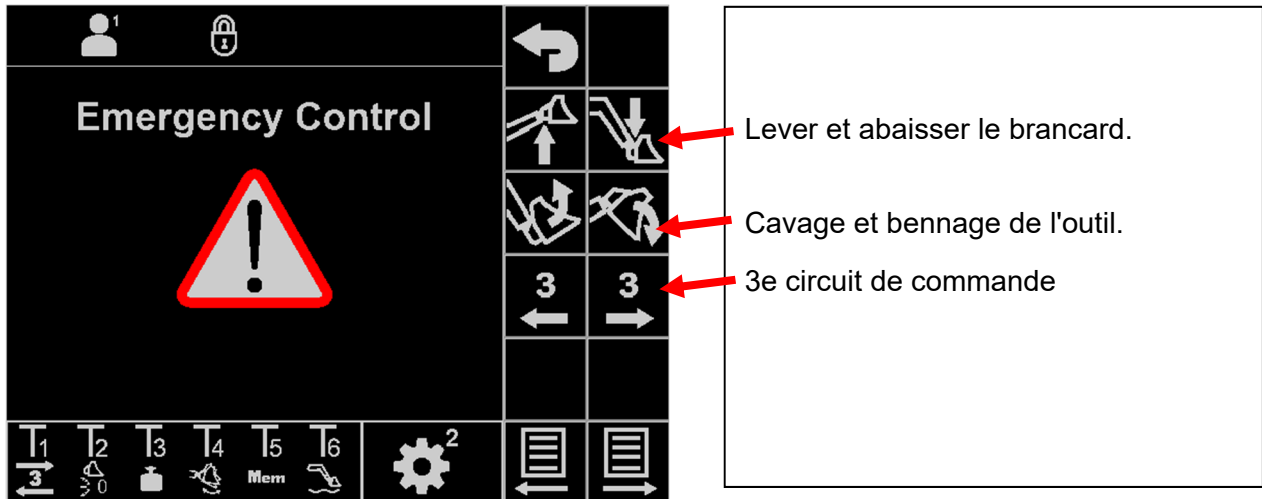 1
Emergency Control
Lever et abaisser le brancard.
Cavage et bennage de l'outil.
3 3 3e circuit de commande
T1 T2 T3 T4 T5 T6 2
3 0 Mem